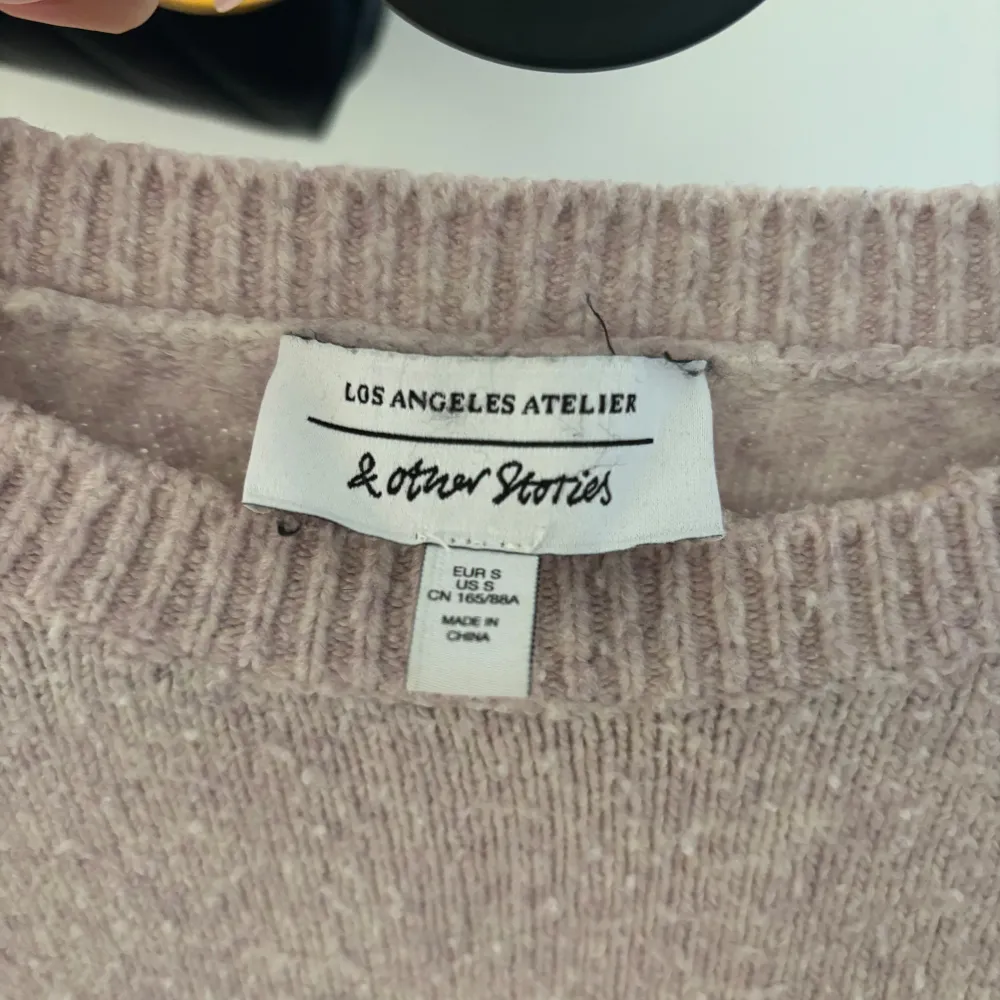 LOS ANGELES ATELIER
& other Stories
EUR S
US S
CN 165/88A
MADE IN
CHINA